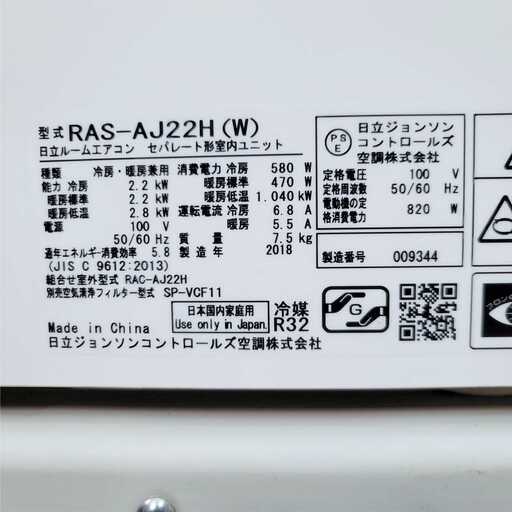 型式 RAS-AJ22H (W)
日立ルームエアコン セパレート形室内ユニット
種類 冷房・暖房兼用
能力 冷房 2.2 kW
暖房標準 2.2 kW
暖房低温 2.8 kW
電源 100 V
50/60 Hz
通年エネルギー消費効率 5.8
(JIS C 9612:2013)
消費電力 冷房 580 W
暖房標準 470 W
暖房低温 1.040 kW
運転電流 冷房 6.8 A
暖房 5.5 A
質量 7.5 kg
製造年 2018
組合せ室外型式 RAC-AJ22H
別売空気清浄フィルター型式 SP-VCF11
PS
E
日立ジョンソン
コントロールズ
空調株式会社
定格電圧 100 V
定格周波数 50/60 Hz
電動機の定
格消費電力 820 W
製造番号 009344
日本国内家庭用
Use only in Japan.
冷媒
R32
G
Made in China
日立ジョンソンコントロールズ空調株式会社